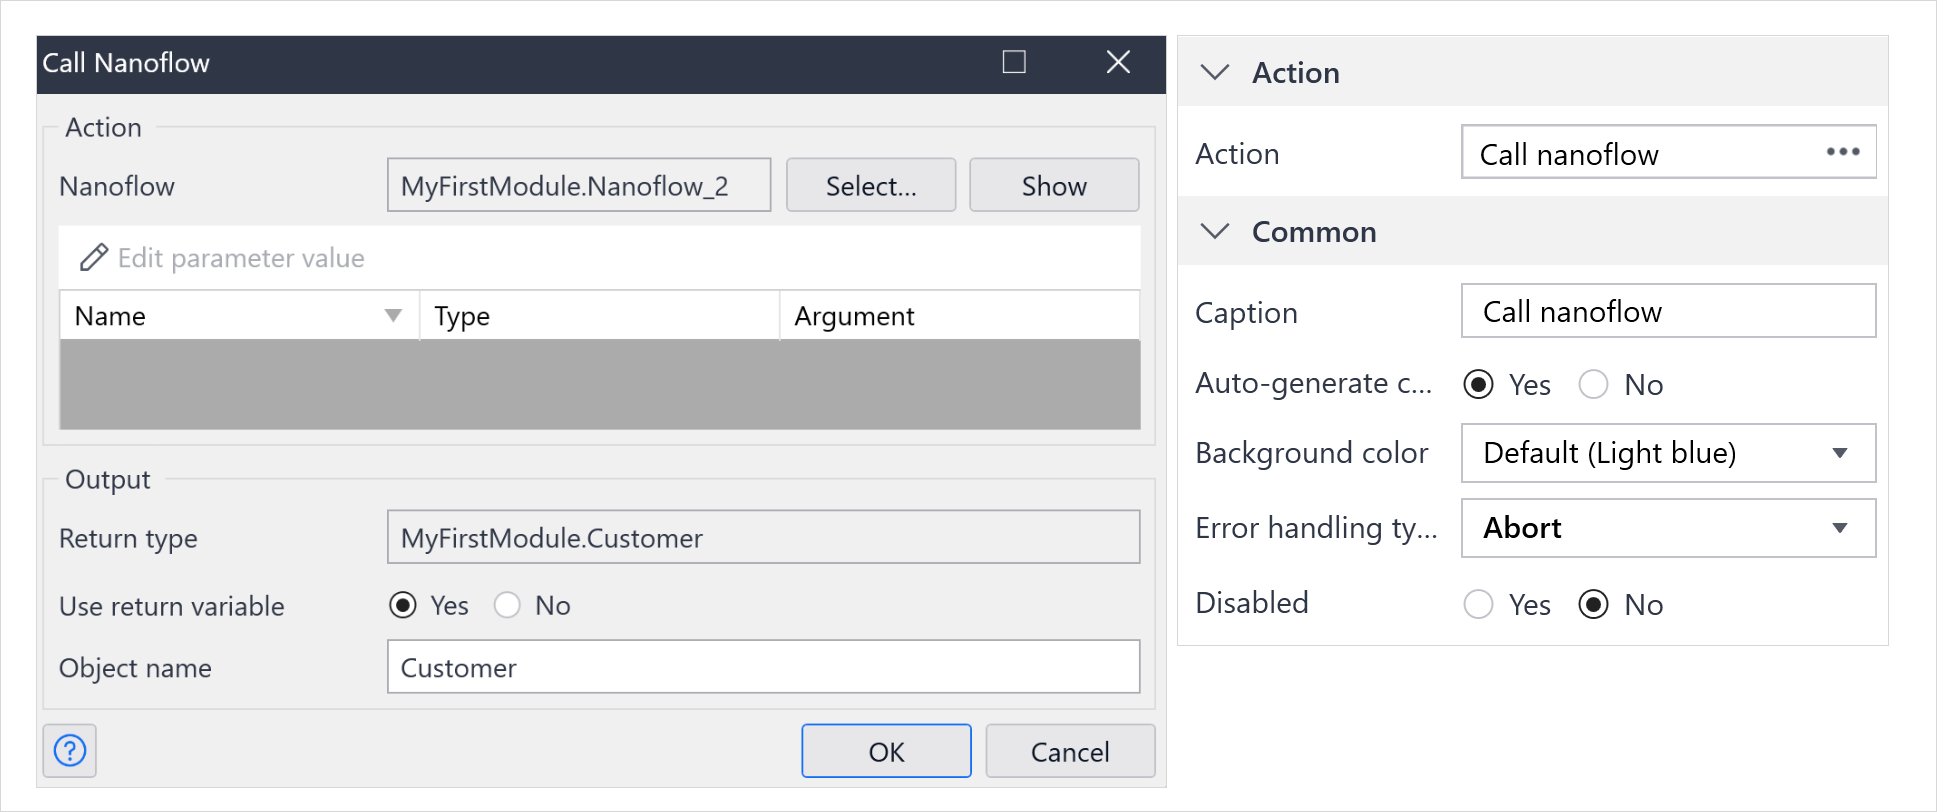 Call Nanoflow
Action
Nanoflow
MyFirstModule.Nanoflow_2
Select...
Show
Edit parameter value
Name
Type
Argument
Output
Return type
MyFirstModule.Customer
Use return variable
Yes
No
Object name
Customer
?
OK
Cancel
Action
Action
Call nanoflow
Common
Caption
Call nanoflow
Auto-generate c...
Yes
No
Background color
Default (Light blue)
Error handling ty...
Abort
Disabled
Yes
No